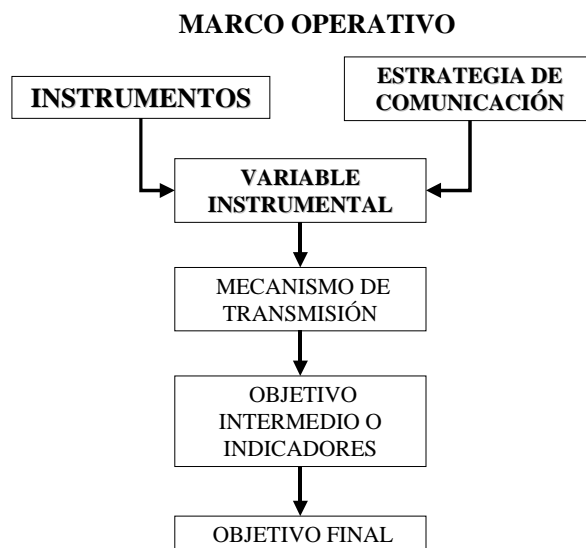 MARCO OPERATIVO
INSTRUMENTOS
ESTRATEGIA DE
COMUNICACIÓN
VARIABLE
INSTRUMENTAL
MECANISMO DE
TRANSMISIÓN
OBJETIVO
INTERMEDIO O
INDICADORES
OBJETIVO FINAL